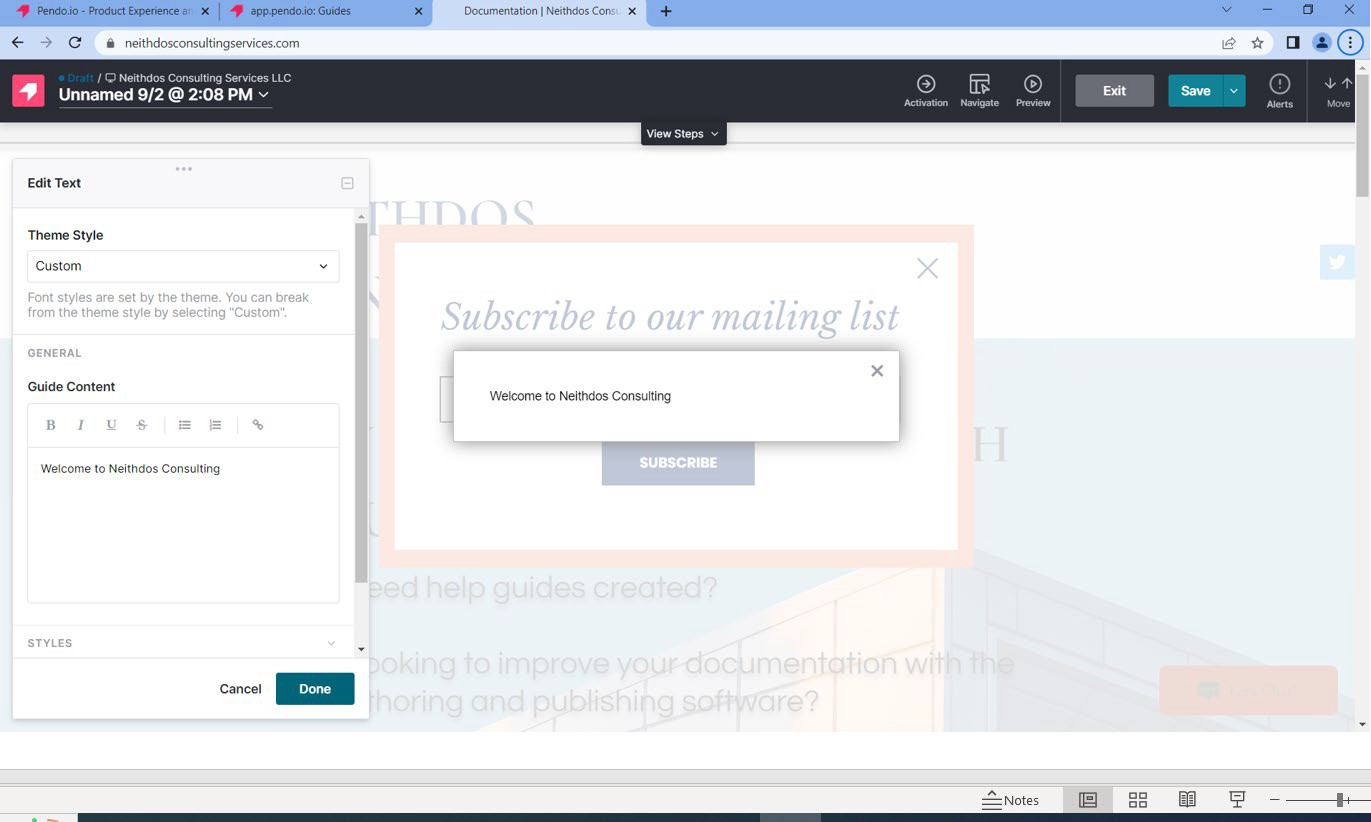 Pendo.io - Product Experience an
app.pendo.io: Guides
Documentation | Neithdos Consu
neithdosconsultingservices.com
Draft / Neithdos Consulting Services LLC
Unnamed 9/2 @ 2:08 PM
Activation
Navigate
Preview
Exit
Save
Alerts
Move
View Steps
Edit Text
Theme Style
Custom
Font styles are set by the theme. You can break
from the theme style by selecting "Custom".
GENERAL
Guide Content
B I U S
Welcome to Neithdos Consulting
STYLES
Cancel
Done
THDOS
Subscribe to our mailing list
Welcome to Neithdos Consulting
SUBSCRIBE
H
eed help guides created?
ooking to improve your documentation with the
thoring and publishing software?
Notes